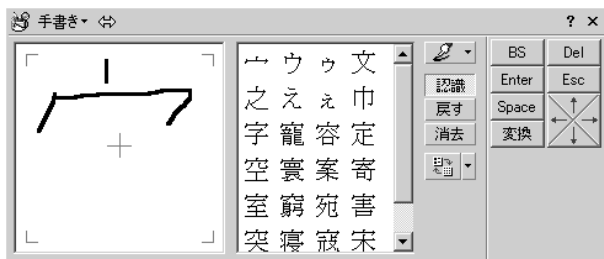 手書き
? ×
亠 ウ ゥ 文
之 え ぇ 巾
字 寵 容 定
空 寰 案 寄
室 窮 宛 害
突 寝 寇 宋
認識
戻す
消去
BS Del
Enter Esc
Space
変換